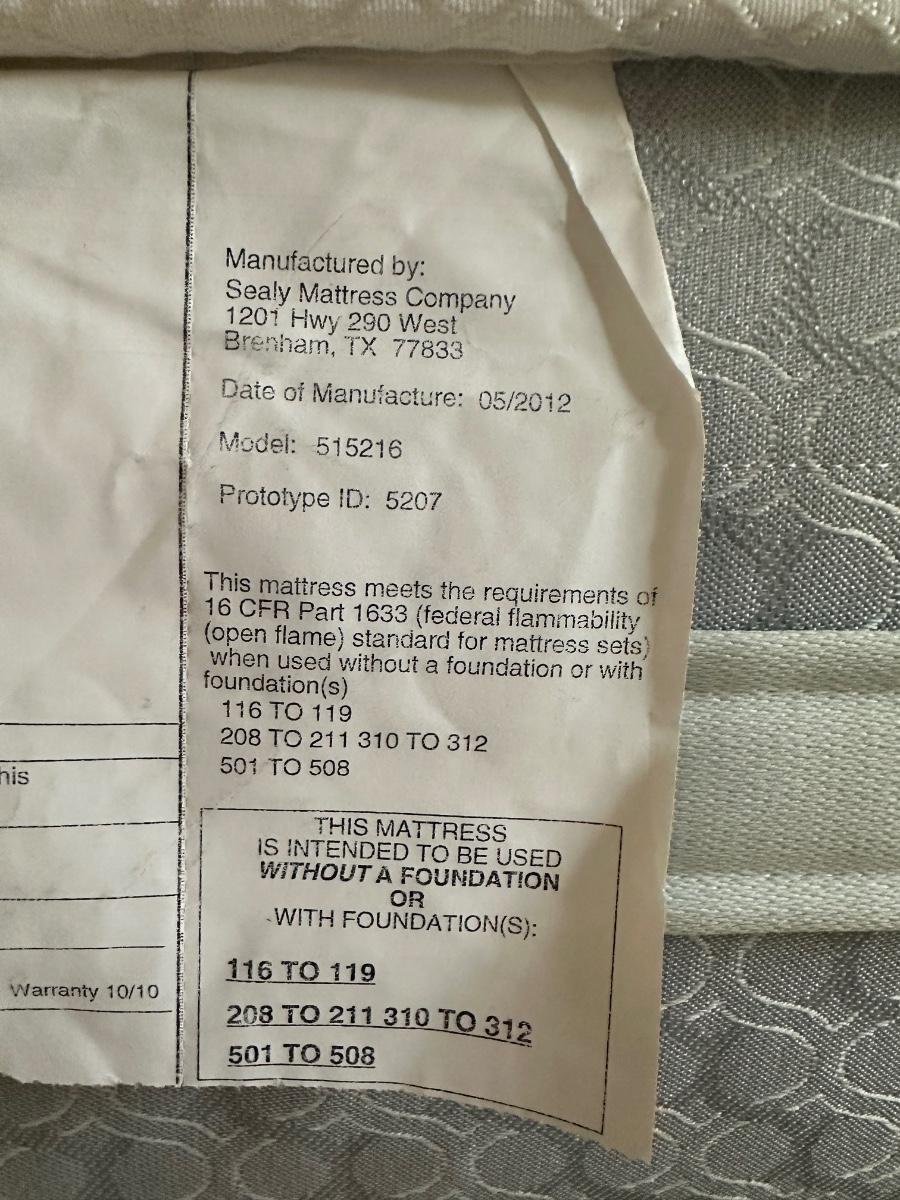 Manufactured by:
Sealy Mattress Company
1201 Hwy 290 West
Brenham, TX 77833
Date of Manufacture: 05/2012
Model: 515216
Prototype ID: 5207
This mattress meets the requirements of
16 CFR Part 1633 (federal flammability
(open flame) standard for mattress sets)
when used without a foundation or with
foundation(s)
116 TO 119
208 TO 211 310 TO 312
501 TO 508
THIS MATTRESS
IS INTENDED TO BE USED
WITHOUT A FOUNDATION
OR
WITH FOUNDATION(S):
116 TO 119
208 TO 211 310 TO 312
501 TO 508
his
Warranty 10/10